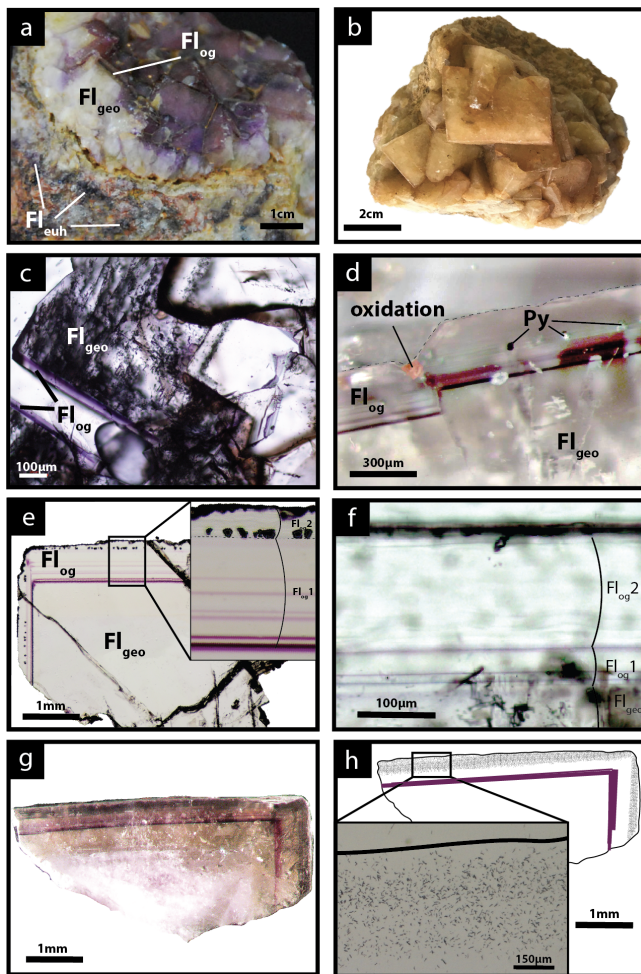 a
Fl og
Fl geo
Fl euh
1cm
b
2cm
c
Fl geo
Fl og
100µm
d
oxidation
Py
Fl og
Fl geo
300µm
e
Fl og
Fl og 2
Fl og 1
Fl geo
1mm
f
Fl og 2
Fl og 1
Fl geo
100µm
g
1mm
h
1mm
150µm